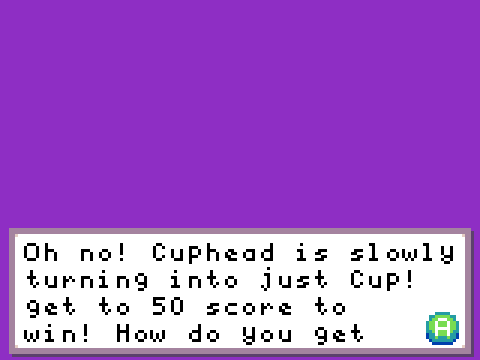 Oh no! Cuphead is slowly
turning into just Cup!
get to 50 score to
win! How do you get
A